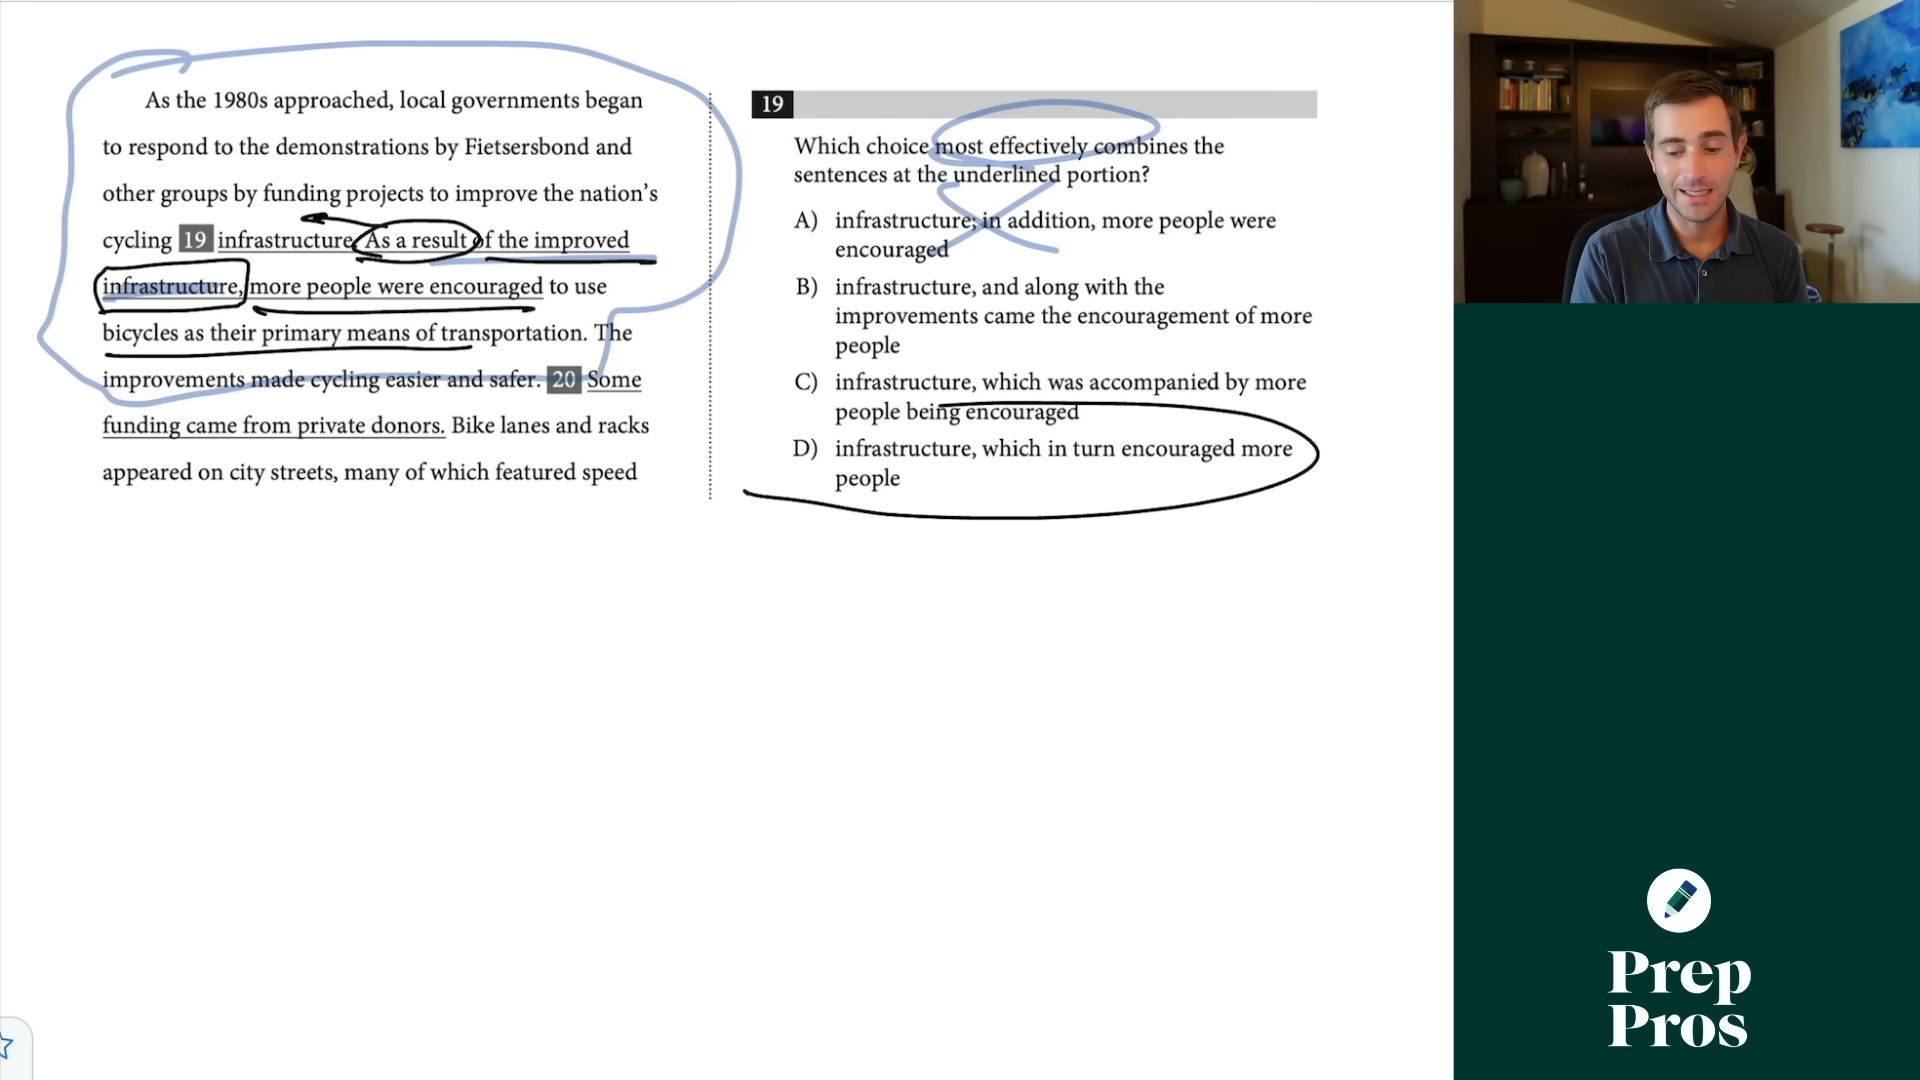 As the 1980s approached, local governments began
to respond to the demonstrations by Fietsersbond and
other groups by funding projects to improve the nation's
cycling 19 infrastructure. As a result of the improved
infrastructure, more people were encouraged to use
bicycles as their primary means of transportation. The
improvements made cycling easier and safer. 20 Some
funding came from private donors. Bike lanes and racks
appeared on city streets, many of which featured speed
19
Which choice most effectively combines the
sentences at the underlined portion?
A) infrastructure; in addition, more people were
encouraged
B) infrastructure, and along with the
improvements came the encouragement of more
people
C) infrastructure, which was accompanied by more
people being encouraged
D) infrastructure, which in turn encouraged more
people
Prep
Pros